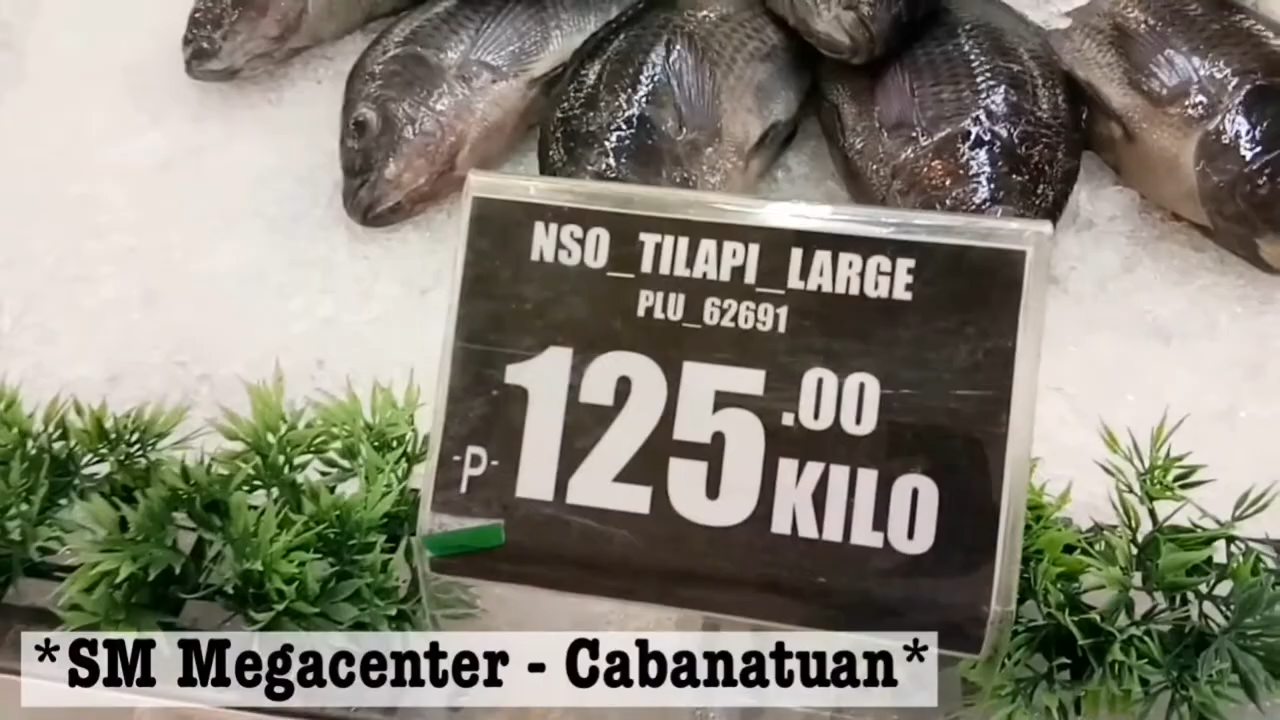 NSO_TILAPI_LARGE
PLU_62691
-P- 125.00
KILO
*SM Megacenter - Cabanatuan*